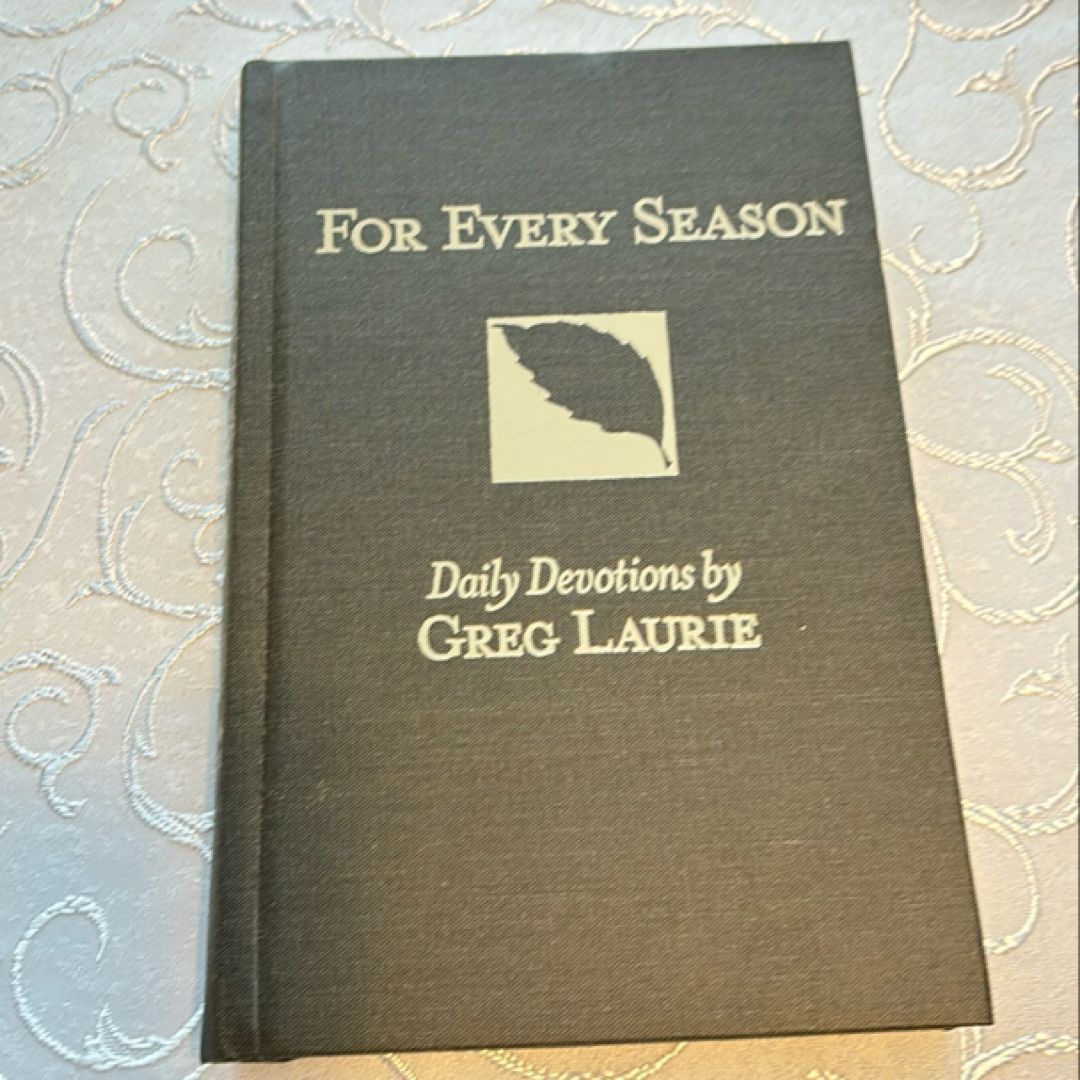 For Every Season
Daily Devotions by
Greg Laurie